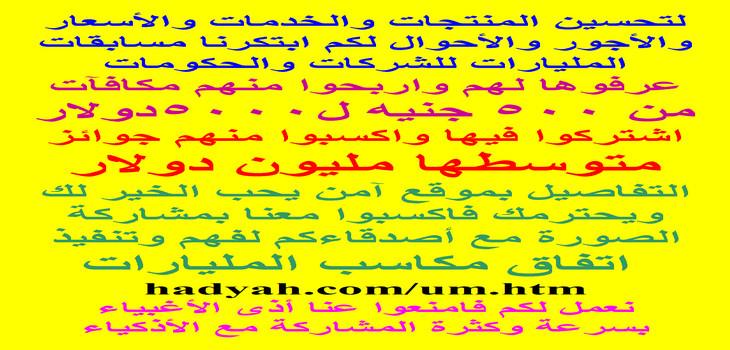 لتحسين المنتجات والخدمات والأسعار
والأجور والأحوال لكم ابتكرنا مسابقات
المليارات للشركات والحكومات
عرفوها لهم واربحوا منهم مكافآت
من ٥٠٠ جنيه ل٥٠٠٠دولار
اشتركوا فيها واكسبوا منهم جوائز
متوسطها مليون دولار
التفاصيل بموقع آمن يحب الخير لك
ويحترمك فاكسبوا معنا بمشاركة
الصورة مع أصدقاءكم لفهم وتنفيذ
اتفاق مكاسب المليارات
hadyah.com/um.htm
نعمل لكم فامنعوا عنا أذى الأغبياء
بسرعة وكثرة المشاركة مع الأذكياء